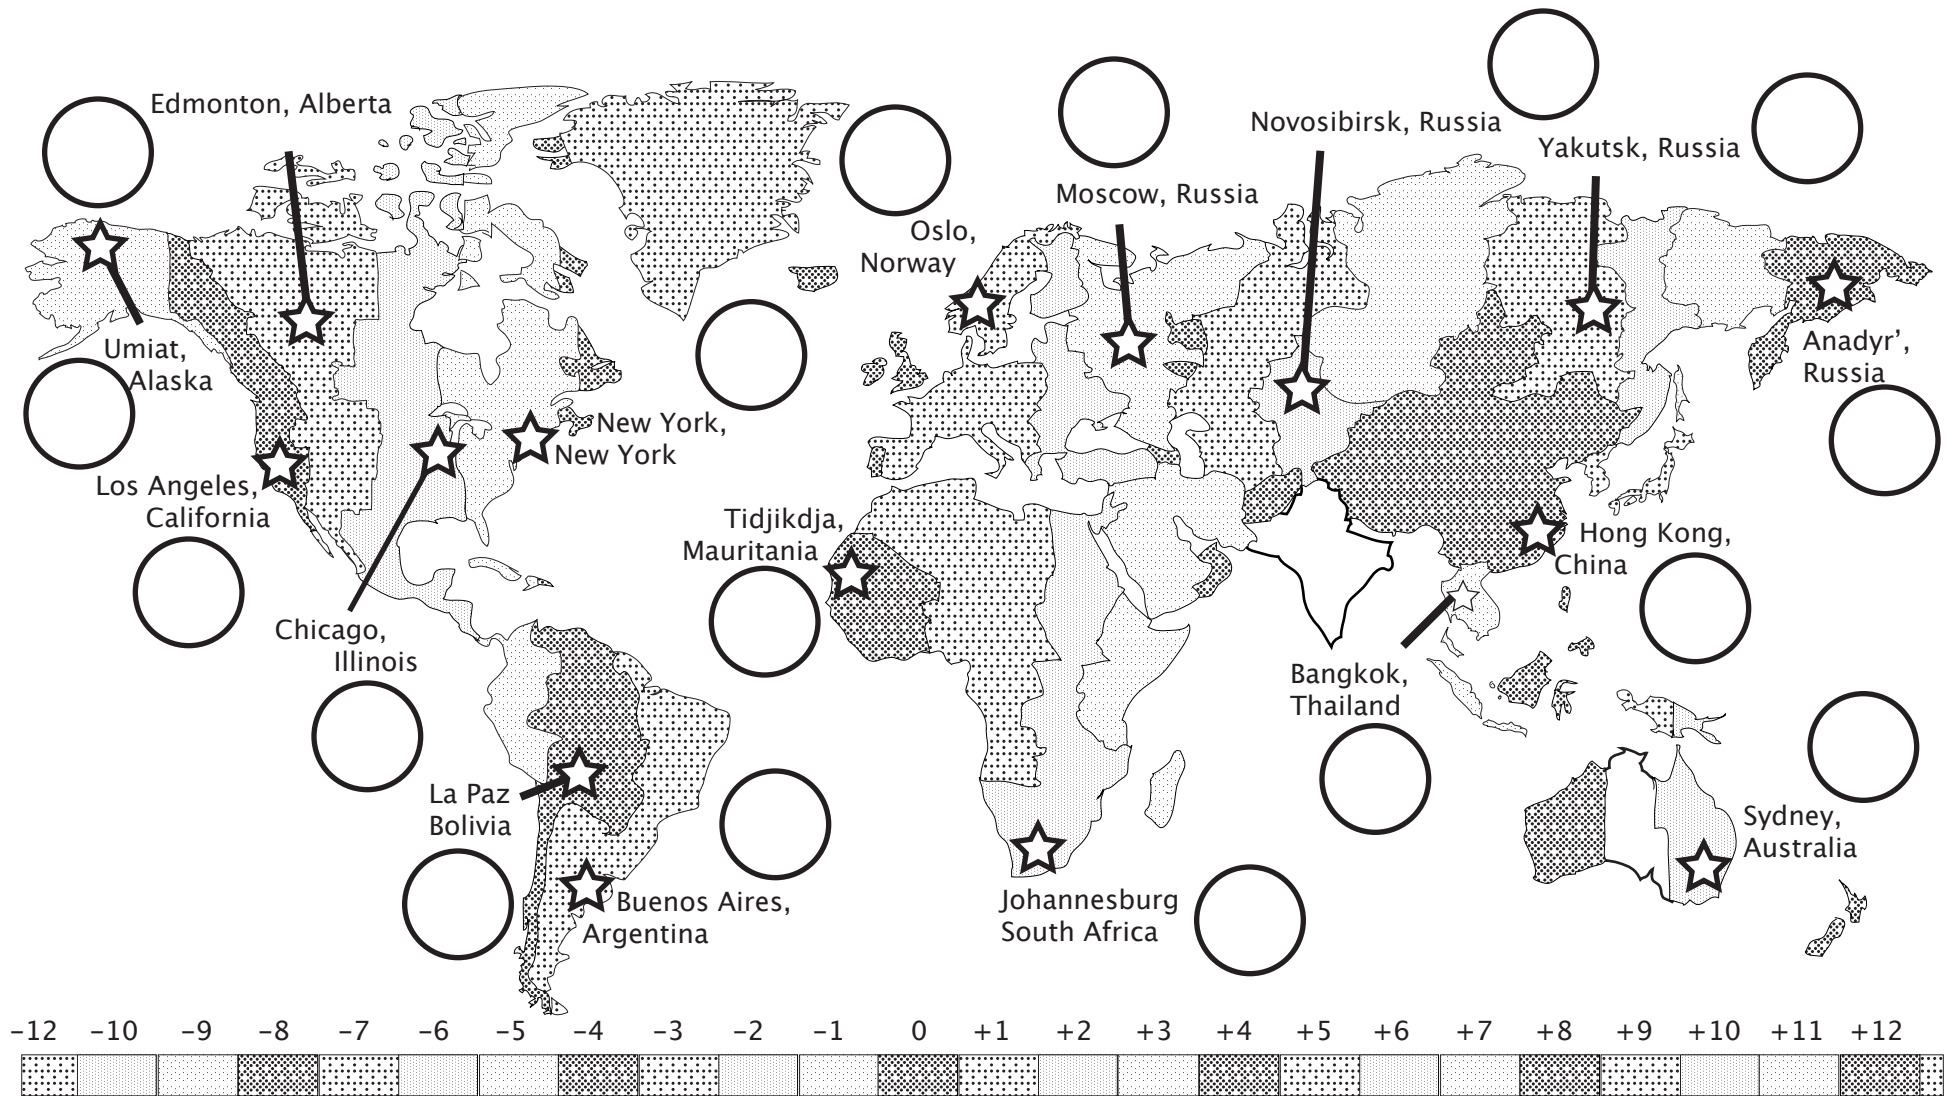 Edmonton, Alberta
Novosibirsk, Russia
Yakutsk, Russia
Moscow, Russia
Oslo,
Norway
Umiat,
Alaska
Anadyr’,
Russia
New York,
New York
Los Angeles,
California
Tidjikdja,
Mauritania
Hong Kong,
China
Chicago,
Illinois
Bangkok,
Thailand
La Paz
Bolivia
Sydney,
Australia
Buenos Aires,
Argentina
Johannesburg
South Africa
−12 −10 −9 −8 −7 −6 −5 −4 −3 −2 −1 0 +1 +2 +3 +4 +5 +6 +7 +8 +9 +10 +11 +12